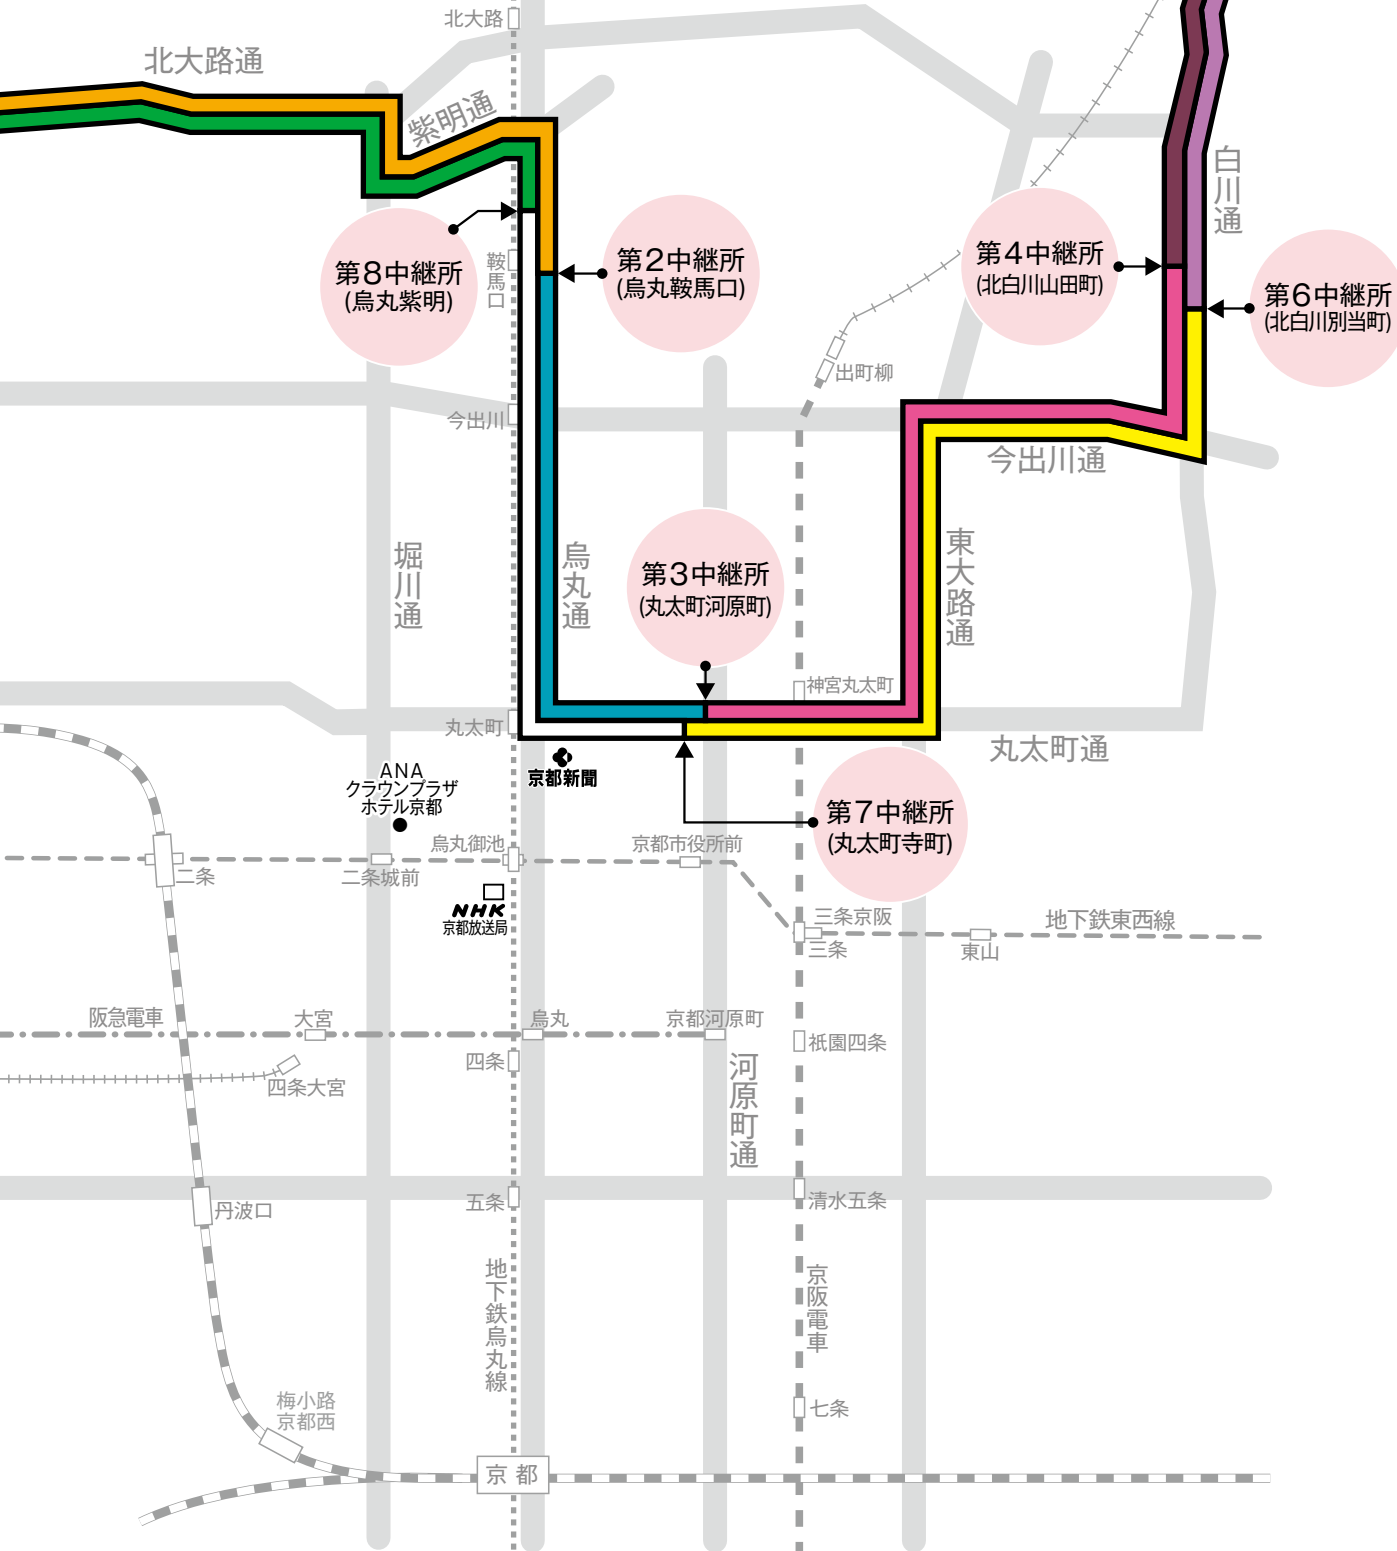 北大路
北大路通
紫明通
白川通
第8中継所
(烏丸紫明)
鞍馬口
第2中継所
(烏丸鞍馬口)
第4中継所
(北白川山田町)
第6中継所
(北白川別当町)
出町柳
今出川
今出川通
堀川通
烏丸通
第3中継所
(丸太町河原町)
東大路通
神宮丸太町
丸太町
丸太町通
京都新聞
ANA
クラウンプラザ
ホテル京都
第7中継所
(丸太町寺町)
烏丸御池
京都市役所前
二条
二条城前
NHK
京都放送局
三条京阪
三条
地下鉄東西線
東山
阪急電車
大宮
烏丸
京都河原町
祇園四条
四条
四条大宮
河原町通
丹波口
五条
清水五条
地下鉄烏丸線
京阪電車
梅小路
京都西
七条
京都